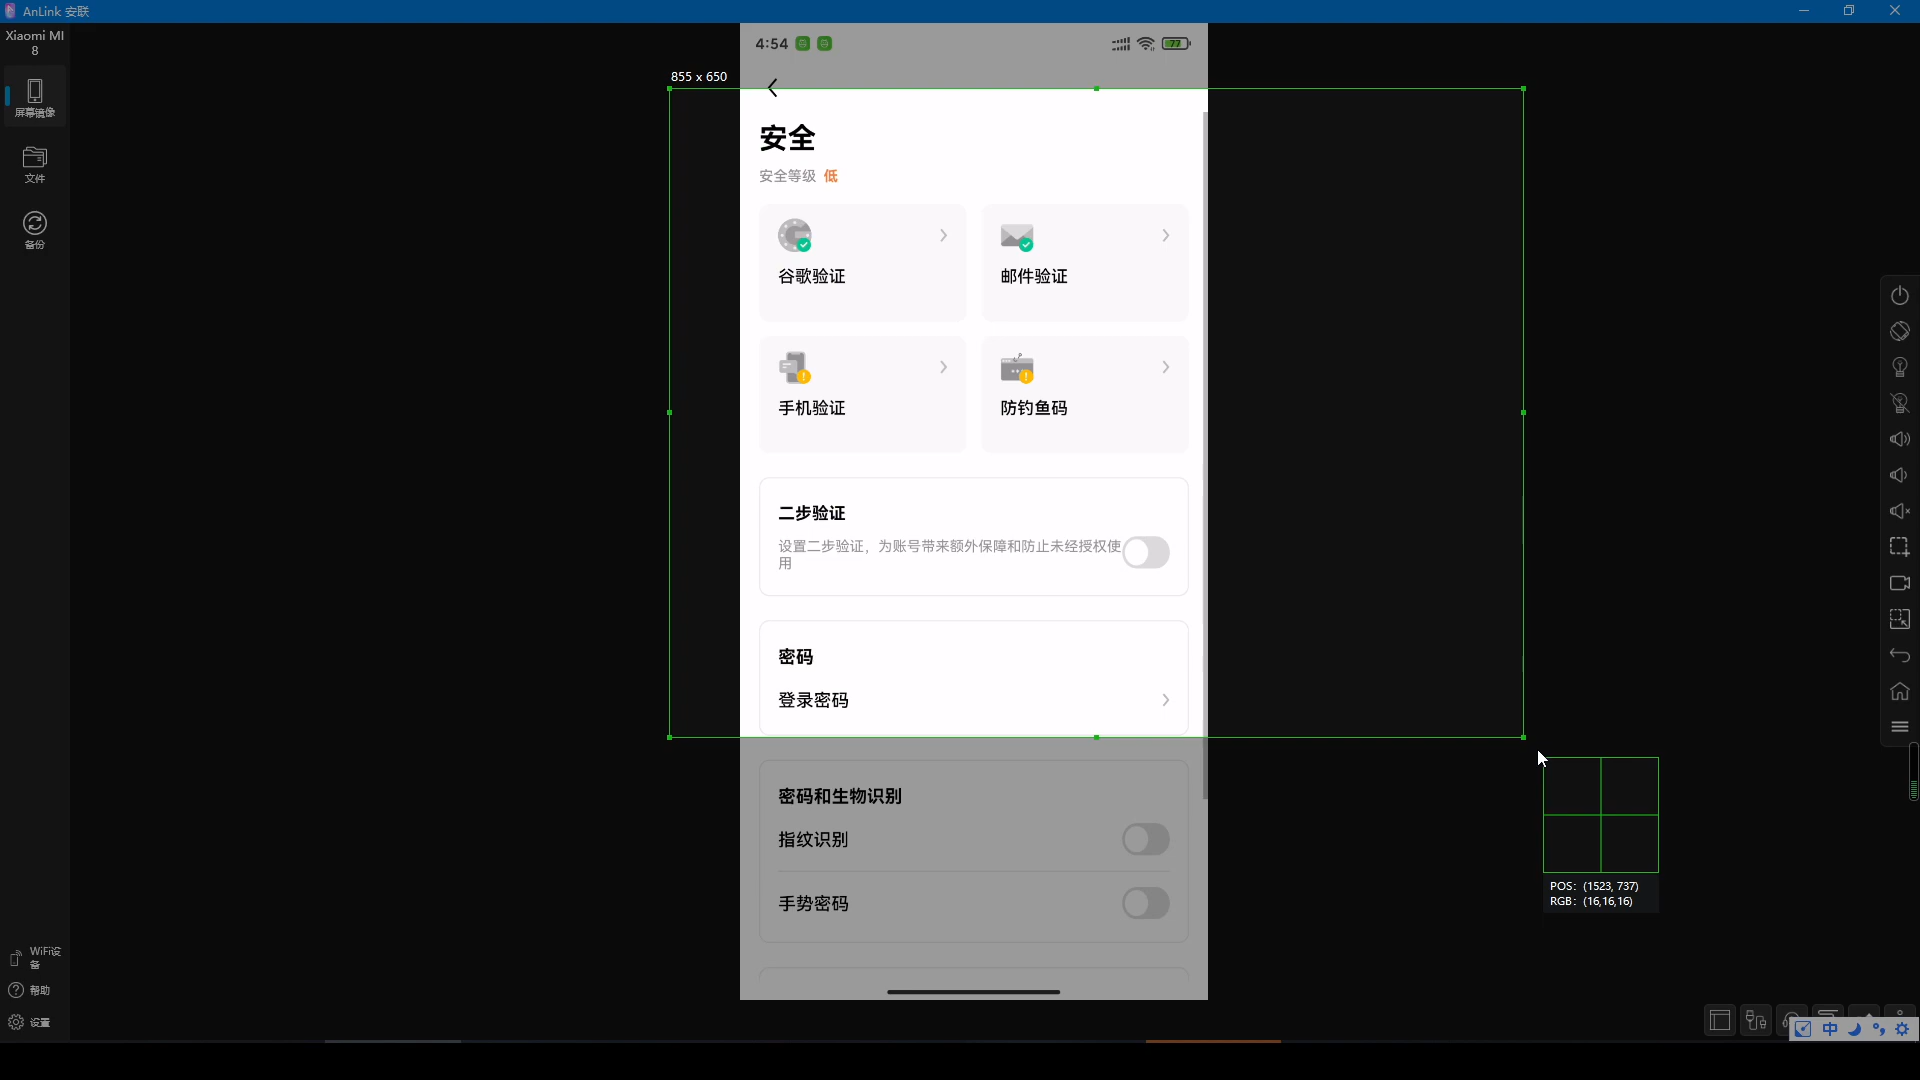 AnLink 安联
Xiaomi MI
8
屏幕镜像
文件
备份
WiFi设
备
帮助
设置
4:54
77
855 x 650
安全
安全等级 低
谷歌验证
邮件验证
手机验证
防钓鱼码
二步验证
设置二步验证，为账号带来额外保障和防止未经授权使
用
密码
登录密码
密码和生物识别
指纹识别
手势密码
POS: (1523, 737)
RGB: (16,16,16)
中